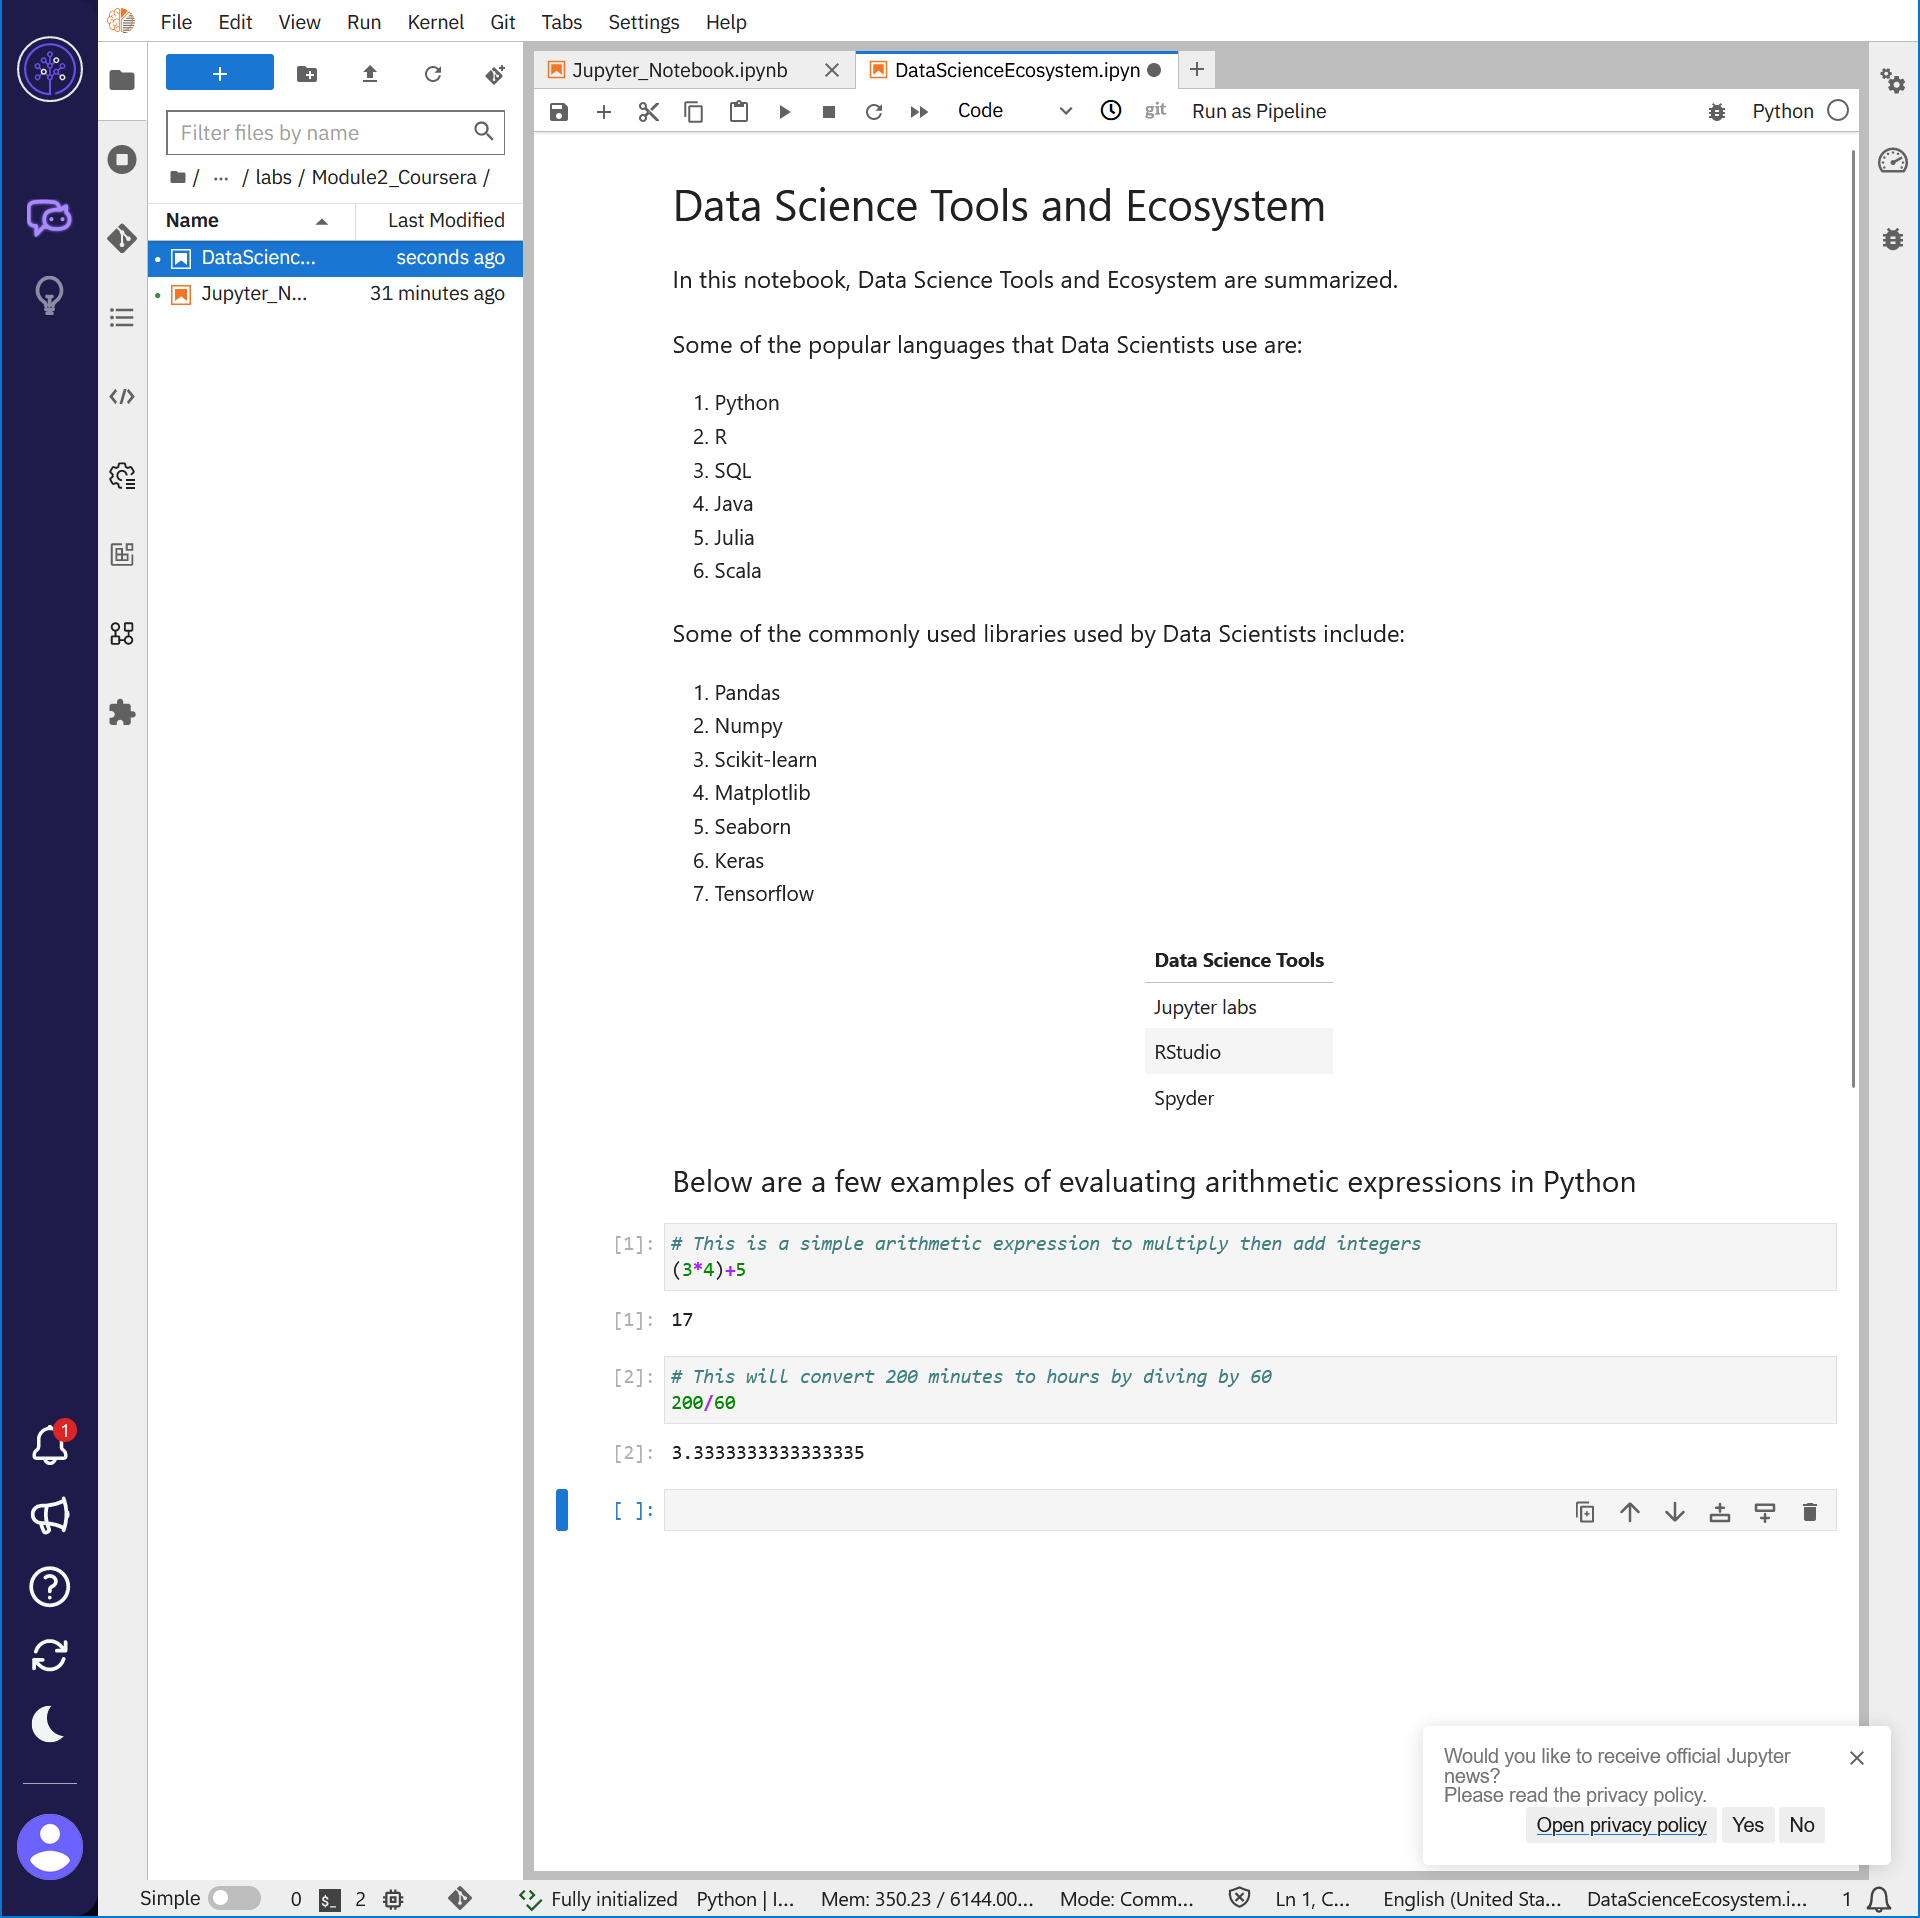 File Edit View Run Kernel Git Tabs Settings Help
+
Filter files by name
/ ... / labs / Module2_Coursera /
Name Last Modified
DataScienc... seconds ago
Jupyter_N... 31 minutes ago
Jupyter_Notebook.ipynb
DataScienceEcosystem.ipyn
+
Code
git
Run as Pipeline
Python
Data Science Tools and Ecosystem
In this notebook, Data Science Tools and Ecosystem are summarized.
Some of the popular languages that Data Scientists use are:
1. Python
2. R
3. SQL
4. Java
5. Julia
6. Scala
Some of the commonly used libraries used by Data Scientists include:
1. Pandas
2. Numpy
3. Scikit-learn
4. Matplotlib
5. Seaborn
6. Keras
7. Tensorflow
Data Science Tools
Jupyter labs
RStudio
Spyder
Below are a few examples of evaluating arithmetic expressions in Python
[1]: # This is a simple arithmetic expression to multiply then add integers
(3*4)+5
[1]: 17
[2]: # This will convert 200 minutes to hours by diving by 60
200/60
[2]: 3.3333333333333335
[ ]:
1
Would you like to receive official Jupyter
news?
Please read the privacy policy.
Open privacy policy Yes No
Simple 0 $_ 2 Fully initialized Python | I... Mem: 350.23 / 6144.00... Mode: Comm... Ln 1, C... English (United Sta... DataScienceEcosystem.i... 1